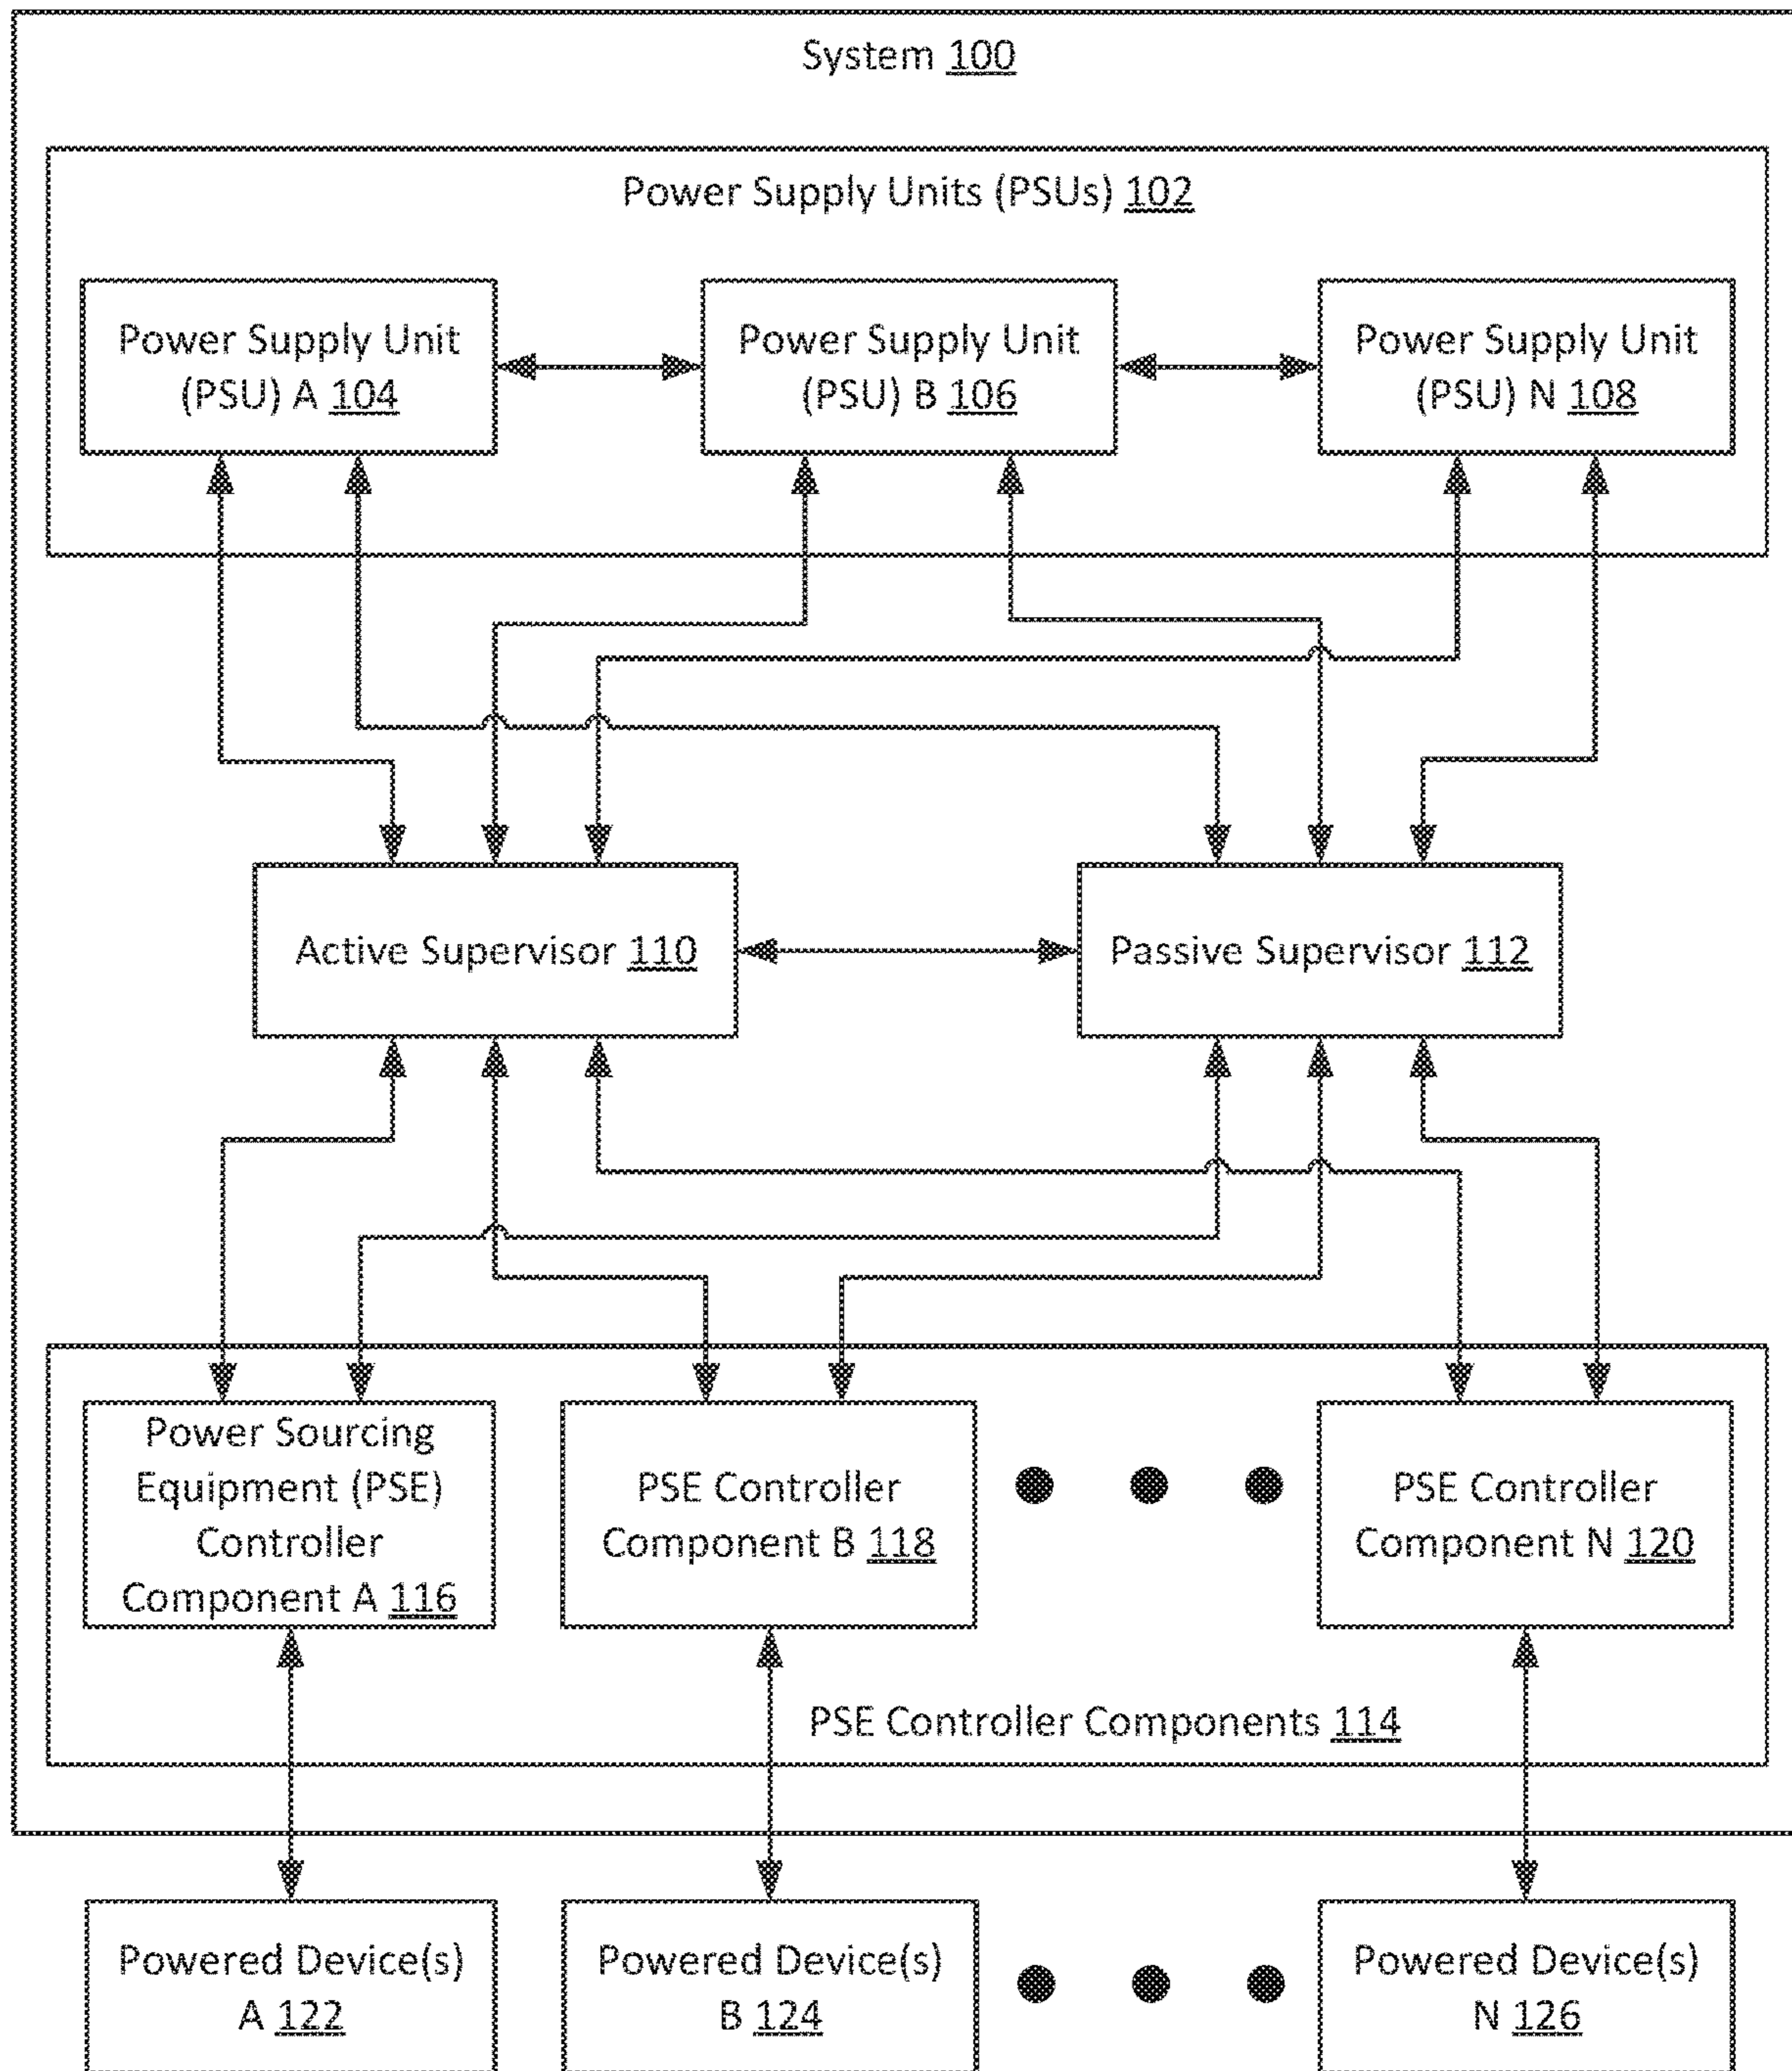 System 100
Power Supply Units (PSUs) 102
Power Supply Unit
(PSU) A 104
Power Supply Unit
(PSU) B 106
Power Supply Unit
(PSU) N 108
Active Supervisor 110
Passive Supervisor 112
Power Sourcing
Equipment (PSE)
Controller
Component A 116
PSE Controller
Component B 118
PSE Controller
Component N 120
PSE Controller Components 114
Powered Device(s)
A 122
Powered Device(s)
B 124
Powered Device(s)
N 126